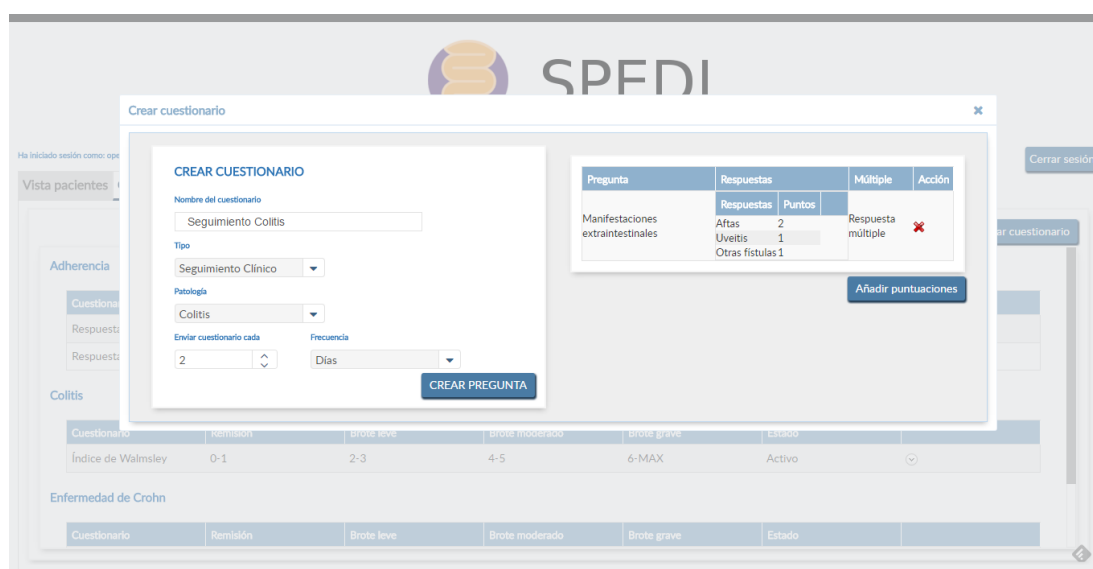 SPEDI
Crear cuestionario
Ha iniciado sesión como: ope
Cerrar sesión
Vista pacientes
CREAR CUESTIONARIO
Nombre del cuestionario
Seguimiento Colitis
Tipo
Seguimiento Clínico
Patología
Colitis
Enviar cuestionario cada Frecuencia
2 Días
CREAR PREGUNTA
Pregunta Respuestas Múltiple Acción
Respuestas Puntos
Manifestaciones extraintestinales
Aftas 2
Uveitis 1
Otras fístulas 1
Respuesta múltiple
Añadir puntuaciones
ar cuestionario
Adherencia
Cuestiona
Respuesta
Respuesta
Colitis
Cuestionario Remisión Brote leve Brote moderado Brote grave Estado
Índice de Walmsley 0-1 2-3 4-5 6-MAX Activo
Enfermedad de Crohn
Cuestionario Remisión Brote leve Brote moderado Brote grave Estado